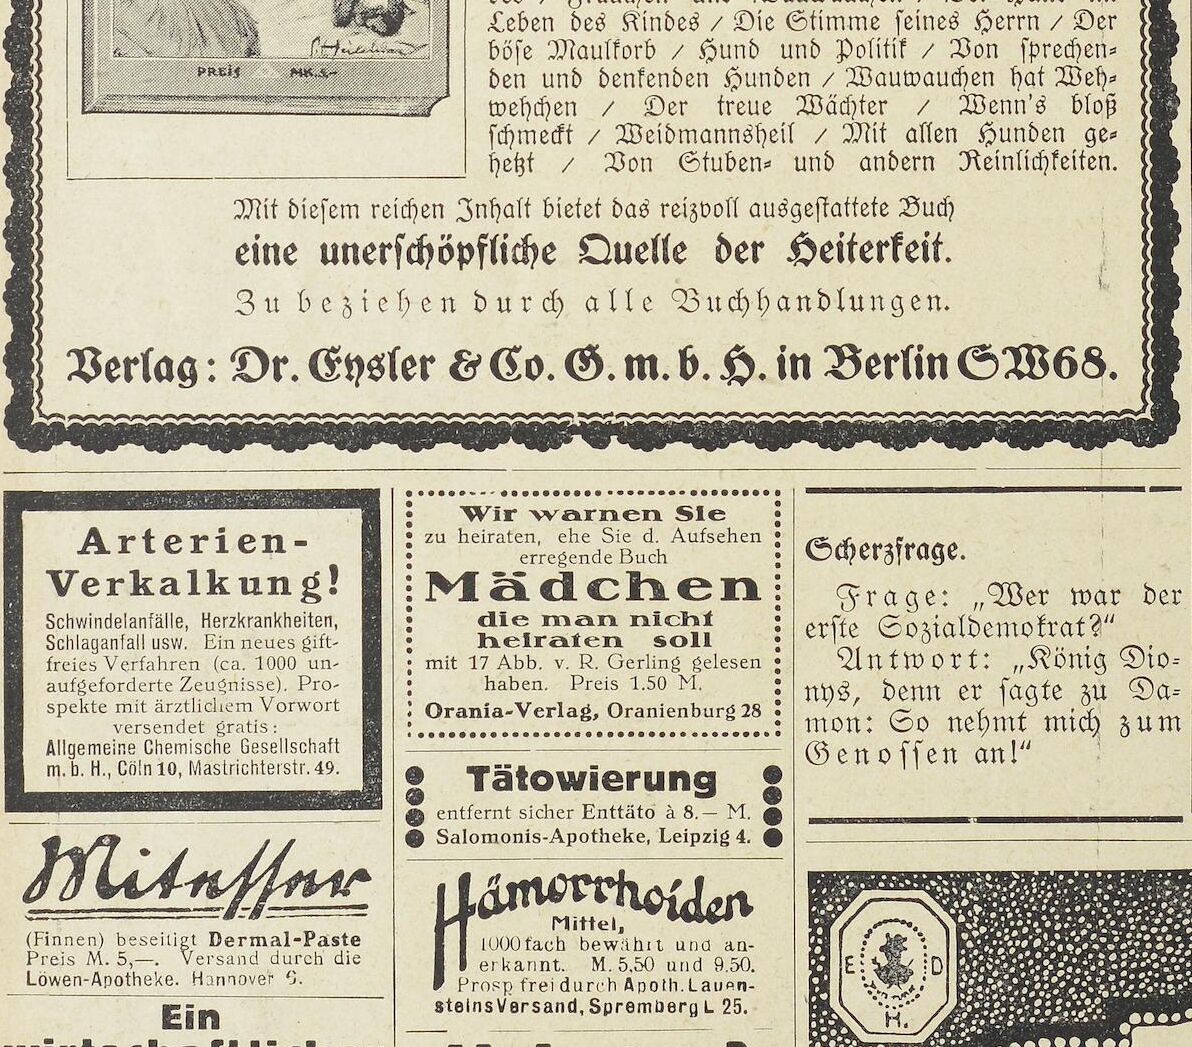 PREIS MK. 5-
Leben des Kindes / Die Stimme seines Herrn / Der
böse Maulkorb / Hund und Politik / Von sprechen-
den und denkenden Hunden / Wauwauchen hat Weh-
wehchen / Der treue Wächter / Wenn's bloß
schmeckt / Weidmannsheil / Mit allen Hunden ge-
hetzt / Von Stuben- und andern Reinlichkeiten.
Mit diesem reichen Inhalt bietet das reizvoll ausgestattete Buch
eine unerschöpfliche Quelle der Heiterkeit.
Zu beziehen durch alle Buchhandlungen.
Verlag: Dr. Eysler & Co. G. m. b. H. in Berlin SW68.
Arterien-
Verkalkung!
Schwindelanfälle, Herzkrankheiten,
Schlaganfall usw. Ein neues gift-
freies Verfahren (ca. 1000 un-
aufgeforderte Zeugnisse). Pro-
spekte mit ärztlichem Vorwort
versendet gratis:
Allgemeine Chemische Gesellschaft
m. b. H., Cöln 10, Mastrichterstr. 49.
Mitesser
(Finnen) beseitigt Dermal-Paste
Preis M. 5,—. Versand durch die
Löwen-Apotheke. Hannover
Ein
Wir warnen Sie
zu heiraten, ehe Sie d. Aufsehen
erregende Buch
Mädchen
die man nicht
heiraten soll
mit 17 Abb. v. R. Gerling gelesen
haben. Preis 1.50 M.
Orania-Verlag, Oranienburg 28
Tätowierung
entfernt sicher Enttäto à 8.— M.
Salomonis-Apotheke, Leipzig 4.
Hämorrhoiden
Mittel,
1000fach bewährt und an-
erkannt. M. 5,50 und 9.50.
Prosp frei durch Apoth. Lauen-
steins Versand, Spremberg L 25.
Scherzfrage.
Frage: „Wer war der
erste Sozialdemokrat?“
Antwort: „König Dio-
nys, denn er sagte zu Da-
mon: So nehmt mich zum
Genossen an!“
E D
H.